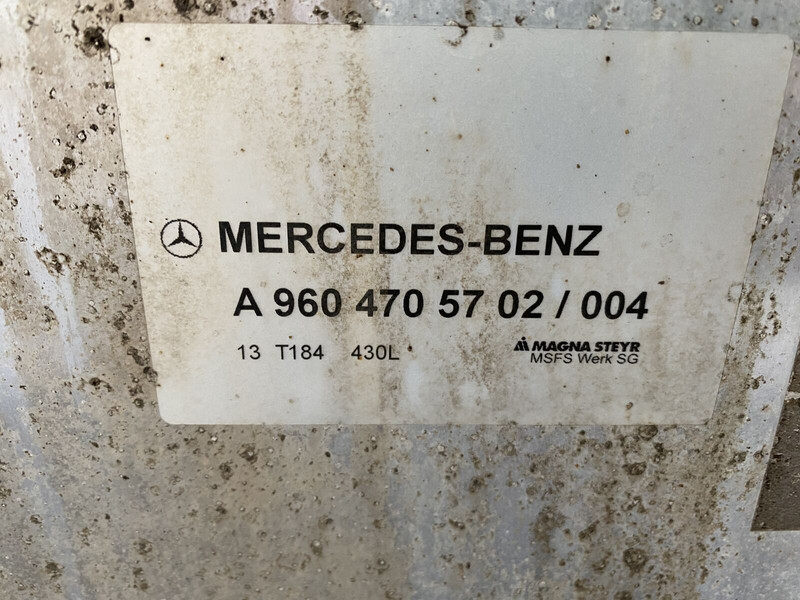 MERCEDES-BENZ
A 960 470 57 02 / 004
13 T184 430L
MAGNA STEYR
MSFS Werk SG